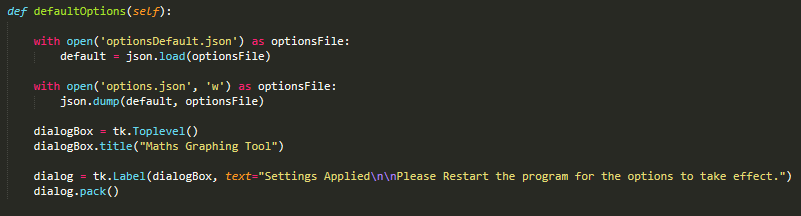 def defaultOptions(self):
with open('optionsDefault.json') as optionsFile:
default = json.load(optionsFile)
with open('options.json', 'w') as optionsFile:
json.dump(default, optionsFile)
dialogBox = tk.Toplevel()
dialogBox.title("Maths Graphing Tool")
dialog = tk.Label(dialogBox, text="Settings Applied\n\nPlease Restart the program for the options to take effect.")
dialog.pack()